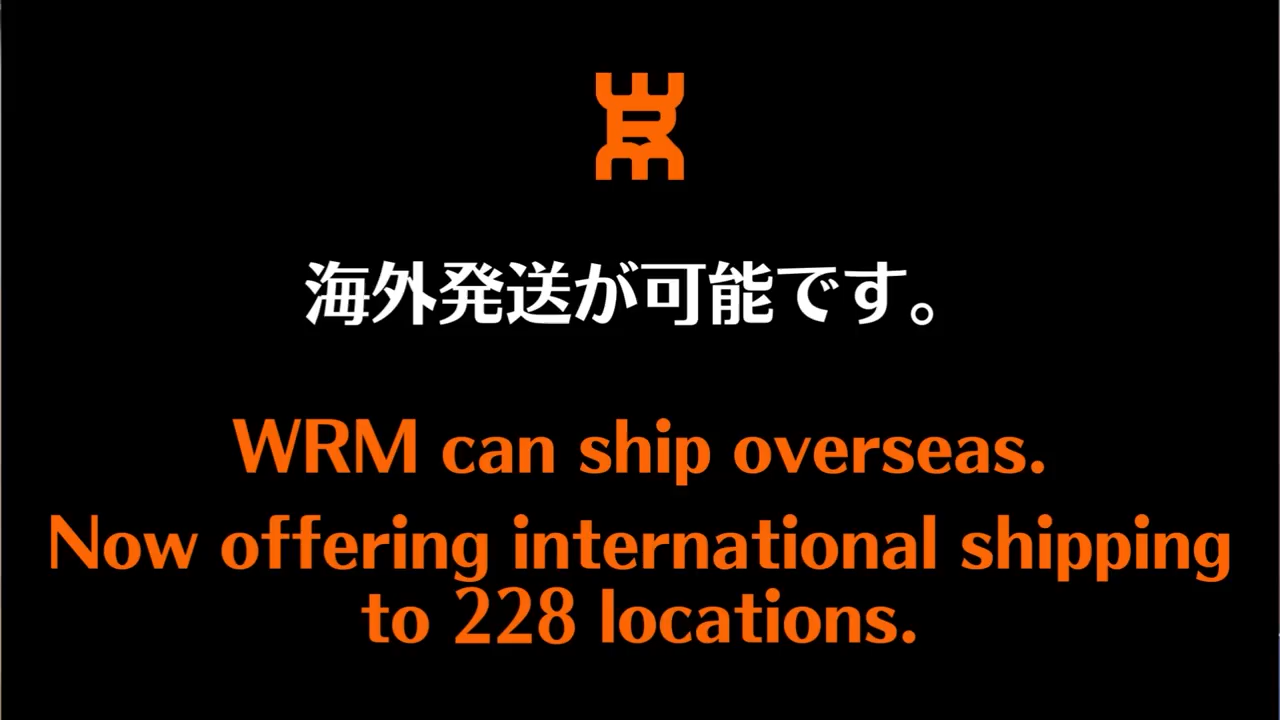 海外発送が可能です。
WRM can ship overseas.
Now offering international shipping
to 228 locations.